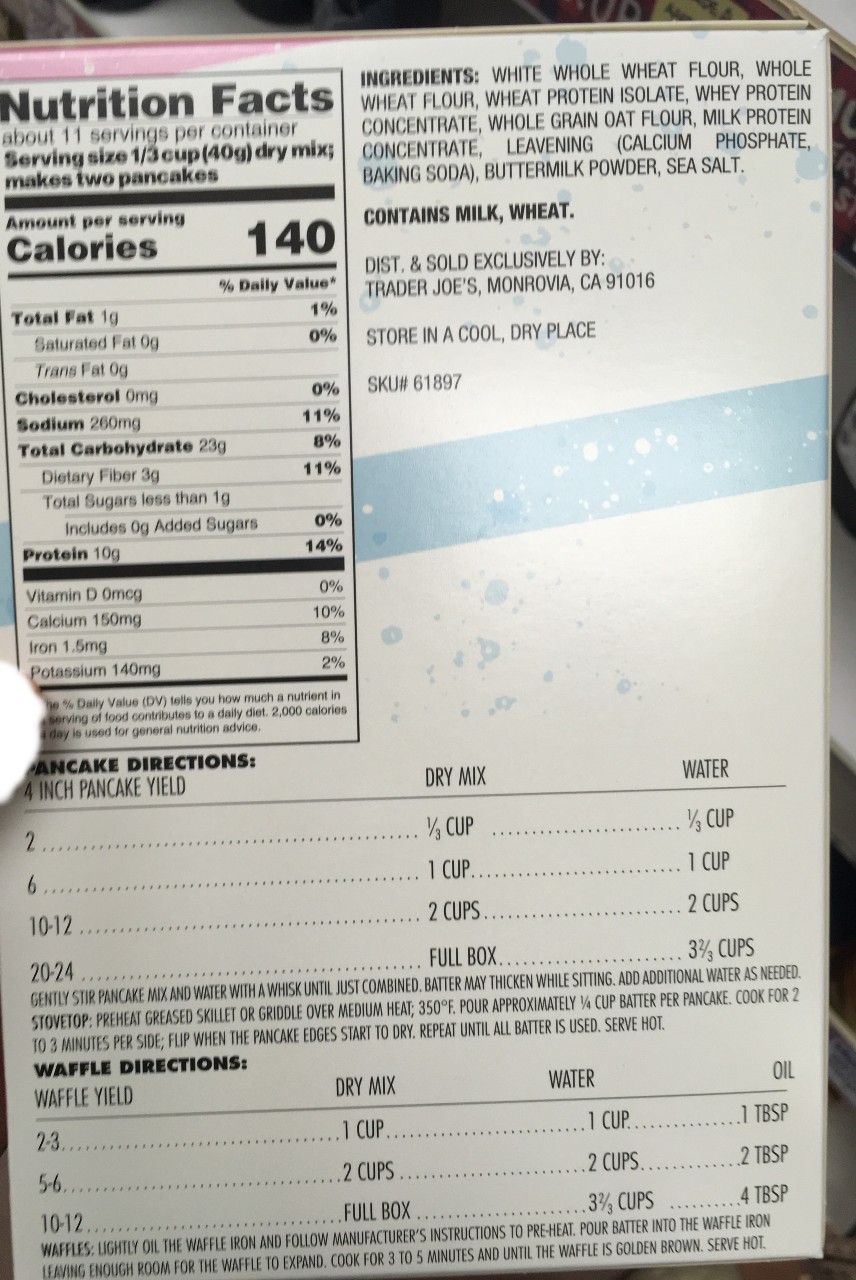 Nutrition Facts
about 11 servings per container
Serving size 1/3 cup (40g) dry mix;
makes two pancakes
Amount per serving
Calories 140
% Daily Value*
Total Fat 1g 1%
Saturated Fat 0g 0%
Trans Fat 0g
Cholesterol 0mg 0%
Sodium 260mg 11%
Total Carbohydrate 23g 8%
Dietary Fiber 3g 11%
Total Sugars less than 1g
Includes 0g Added Sugars 0%
Protein 10g 14%
Vitamin D 0mcg 0%
Calcium 150mg 10%
Iron 1.5mg 8%
Potassium 140mg 2%
he % Daily Value (DV) tells you how much a nutrient in
serving of food contributes to a daily diet. 2,000 calories
day is used for general nutrition advice.
INGREDIENTS: WHITE WHOLE WHEAT FLOUR, WHOLE
WHEAT FLOUR, WHEAT PROTEIN ISOLATE, WHEY PROTEIN
CONCENTRATE, WHOLE GRAIN OAT FLOUR, MILK PROTEIN
CONCENTRATE, LEAVENING (CALCIUM PHOSPHATE,
BAKING SODA), BUTTERMILK POWDER, SEA SALT.
CONTAINS MILK, WHEAT.
DIST. & SOLD EXCLUSIVELY BY:
TRADER JOE'S, MONROVIA, CA 91016
STORE IN A COOL, DRY PLACE
SKU# 61897
PANCAKE DIRECTIONS:
4 INCH PANCAKE YIELD DRY MIX WATER
2 ........ ⅓ CUP ........ ⅓ CUP
6 ........ 1 CUP ........ 1 CUP
10-12 ........ 2 CUPS ........ 2 CUPS
20-24 ........ FULL BOX ........ 3⅔ CUPS
GENTLY STIR PANCAKE MIX AND WATER WITH A WHISK UNTIL JUST COMBINED. BATTER MAY THICKEN WHILE SITTING. ADD ADDITIONAL WATER AS NEEDED.
STOVETOP: PREHEAT GREASED SKILLET OR GRIDDLE OVER MEDIUM HEAT; 350°F. POUR APPROXIMATELY ¼ CUP BATTER PER PANCAKE. COOK FOR 2
TO 3 MINUTES PER SIDE; FLIP WHEN THE PANCAKE EDGES START TO DRY. REPEAT UNTIL ALL BATTER IS USED. SERVE HOT.
WAFFLE DIRECTIONS:
WAFFLE YIELD DRY MIX WATER OIL
2-3 ........ 1 CUP ........ 1 CUP ........ 1 TBSP
5-6 ........ 2 CUPS ........ 2 CUPS ........ 2 TBSP
10-12 ........ FULL BOX ........ 3⅔ CUPS ........ 4 TBSP
WAFFLES: LIGHTLY OIL THE WAFFLE IRON AND FOLLOW MANUFACTURER'S INSTRUCTIONS TO PRE-HEAT. POUR BATTER INTO THE WAFFLE IRON
LEAVING ENOUGH ROOM FOR THE WAFFLE TO EXPAND. COOK FOR 3 TO 5 MINUTES AND UNTIL THE WAFFLE IS GOLDEN BROWN. SERVE HOT.